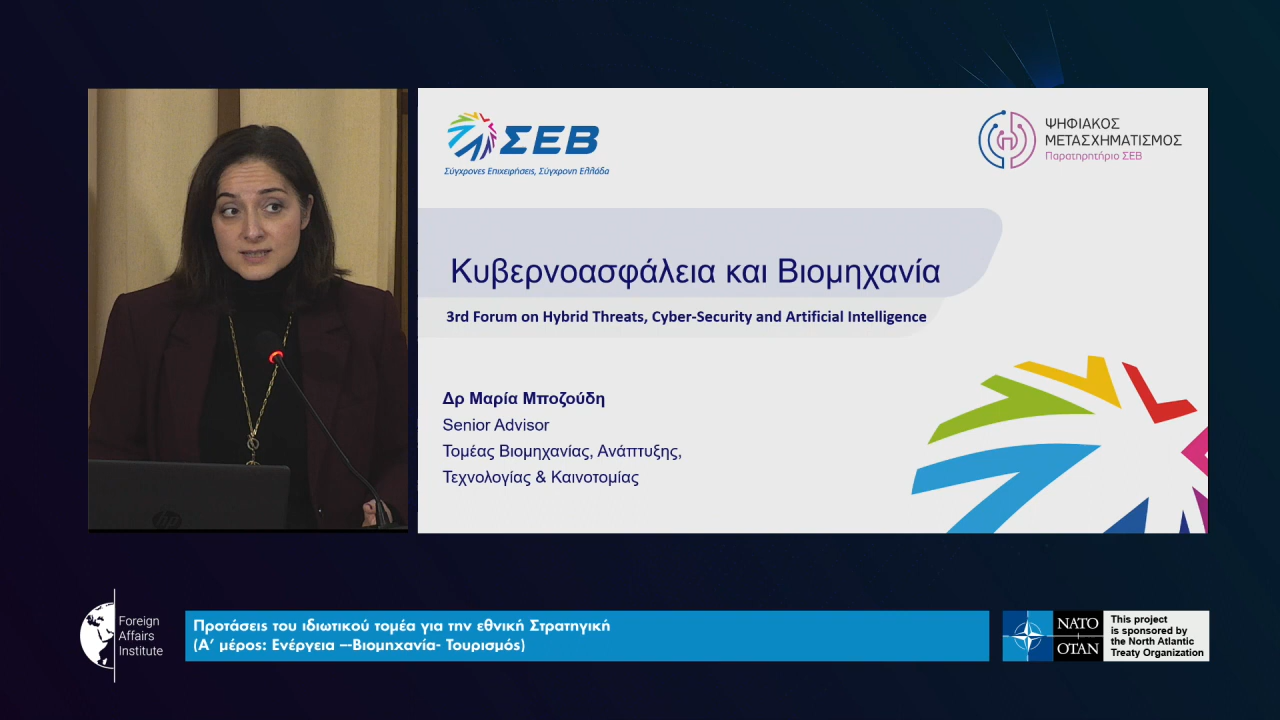 ΣΕΒ
Σύγχρονες Επιχειρήσεις, Σύγχρονη Ελλάδα
ΨΗΦΙΑΚΟΣ
ΜΕΤΑΣΧΗΜΑΤΙΣΜΟΣ
Παρατηρητήριο ΣΕΒ
Κυβερνοασφάλεια και Βιομηχανία
3rd Forum on Hybrid Threats, Cyber-Security and Artificial Intelligence
Δρ Μαρία Μποζούδη
Senior Advisor
Τομέας Βιομηχανίας, Ανάπτυξης,
Τεχνολογίας & Καινοτομίας
hp
Foreign
Affairs
Institute
Προτάσεις του ιδιωτικού τομέα για την εθνική Στρατηγική
(Α’ μέρος: Ενέργεια –-Βιομηχανία- Τουρισμός)
NATO
OTAN
This project
is sponsored by
the North Atlantic
Treaty Organization